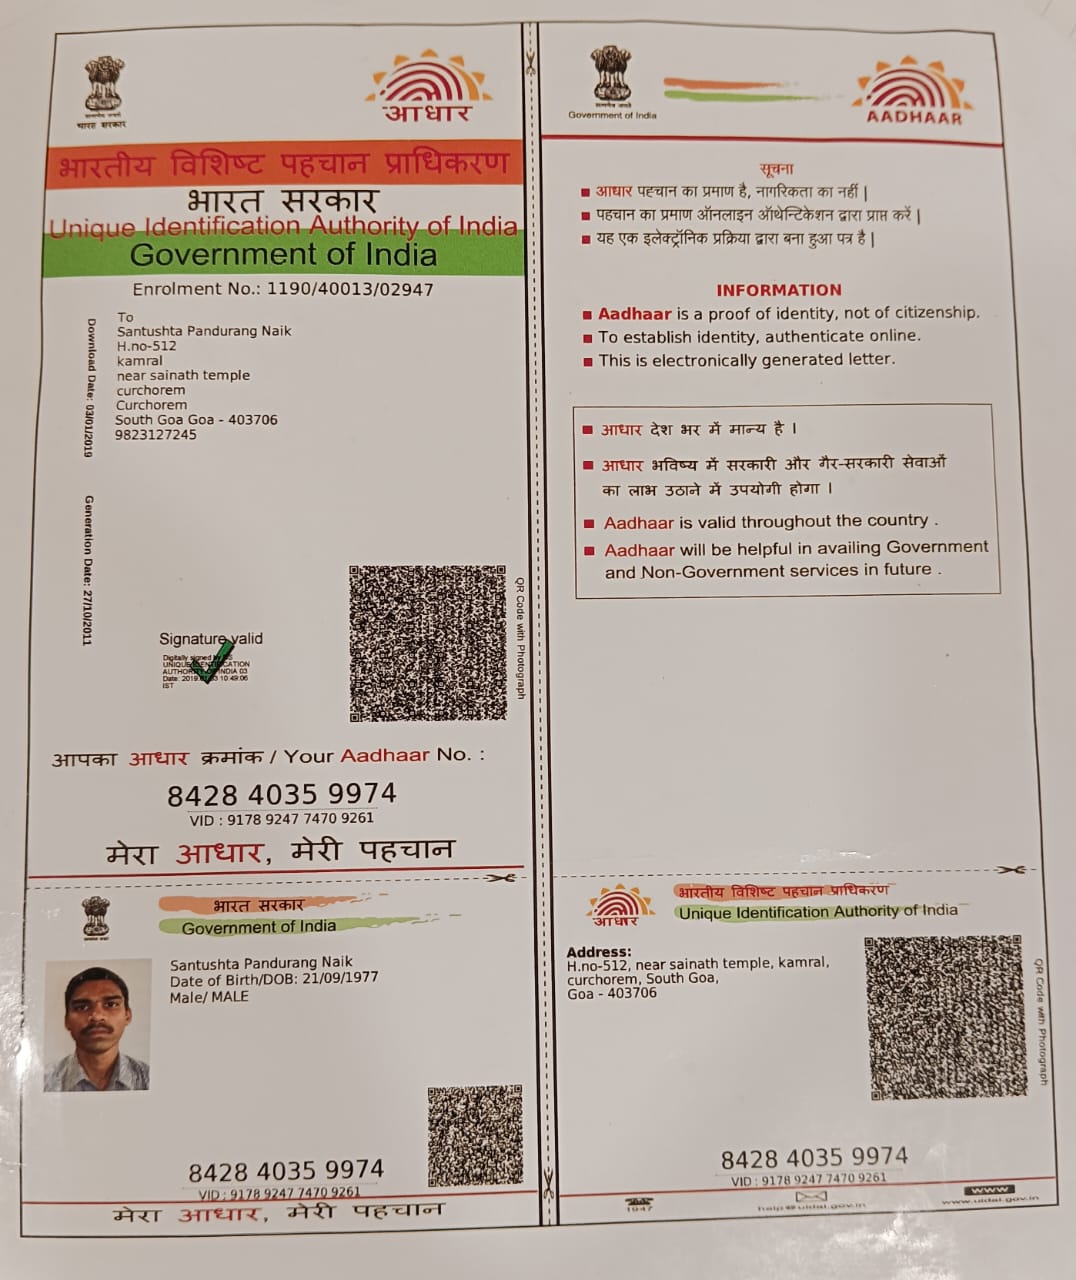 भारत सरकार
आधार
भारतीय विशिष्ट पहचान प्राधिकरण
भारत सरकार
Unique Identification Authority of India
Government of India
Enrolment No.: 1190/40013/02947
To
Santushta Pandurang Naik
H.no-512
kamral
near sainath temple
curchorem
Curchorem
South Goa Goa - 403706
9823127245
Download Date: 03/01/2019
Generation Date: 27/10/2011
Signature valid
Digitally signed by
UNIQUE IDENTIFICATION
AUTHORITY OF INDIA 03
10:49:06
IST
QR Code with Photograph
आपका आधार क्रमांक / Your Aadhaar No. :
8428 4035 9974
VID : 9178 9247 7470 9261
मेरा आधार, मेरी पहचान
भारत सरकार
Government of India
Santushta Pandurang Naik
Date of Birth/DOB: 21/09/1977
Male/ MALE
8428 4035 9974
VID : 9178 9247 7470 9261
मेरा आधार, मेरी पहचान
Government of India
AADHAAR
सूचना
आधार पहचान का प्रमाण है, नागरिकता का नहीं |
पहचान का प्रमाण ऑनलाइन ऑथेन्टिकेशन द्वारा प्राप्त करें |
यह एक इलेक्ट्रॉनिक प्रक्रिया द्वारा बना हुआ पत्र है |
INFORMATION
Aadhaar is a proof of identity, not of citizenship.
To establish identity, authenticate online.
This is electronically generated letter.
आधार देश भर में मान्य है ।
आधार भविष्य में सरकारी और गैर-सरकारी सेवाओं
का लाभ उठाने में उपयोगी होगा ।
Aadhaar is valid throughout the country .
Aadhaar will be helpful in availing Government
and Non-Government services in future .
आधार
भारतीय विशिष्ट पहचान प्राधिकरण
Unique Identification Authority of India
Address:
H.no-512, near sainath temple, kamral,
curchorem, South Goa,
Goa - 403706
QR Code with Photograph
8428 4035 9974
VID : 9178 9247 7470 9261
1947
help@uidai.gov.in
www
www.uidai.gov.in